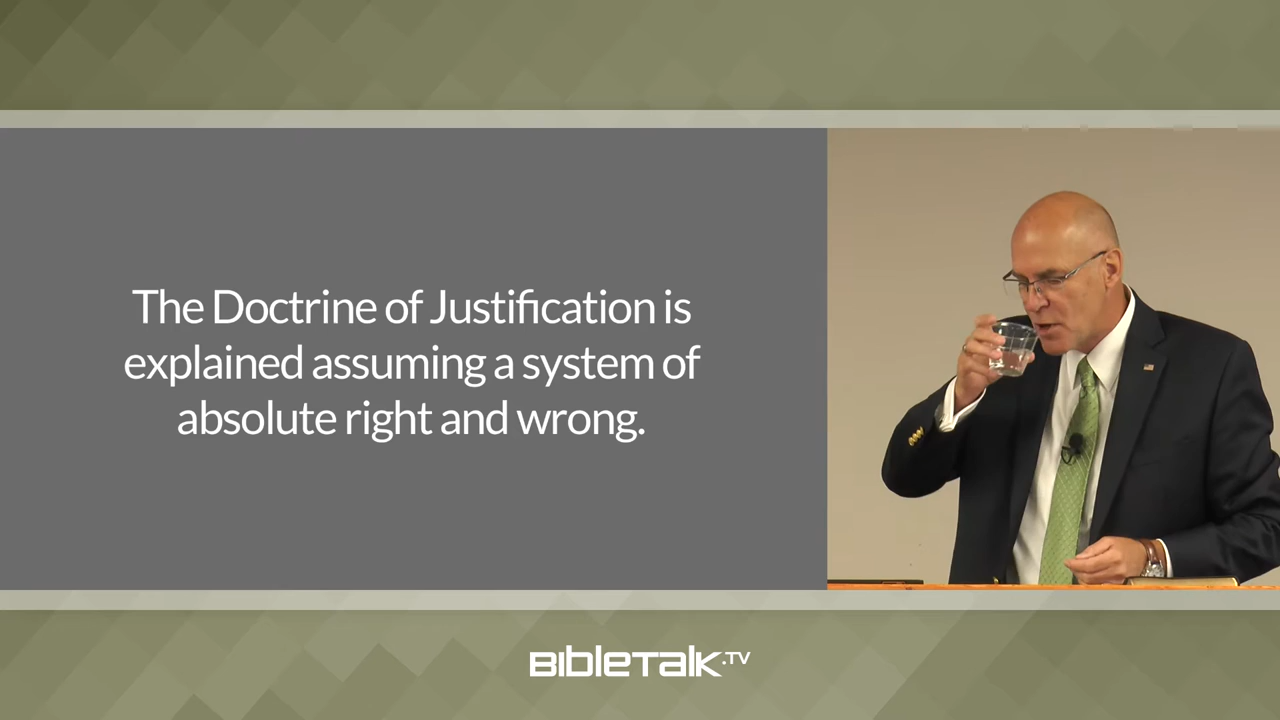 The Doctrine of Justification is
explained assuming a system of
absolute right and wrong.
BibleTalk.TV